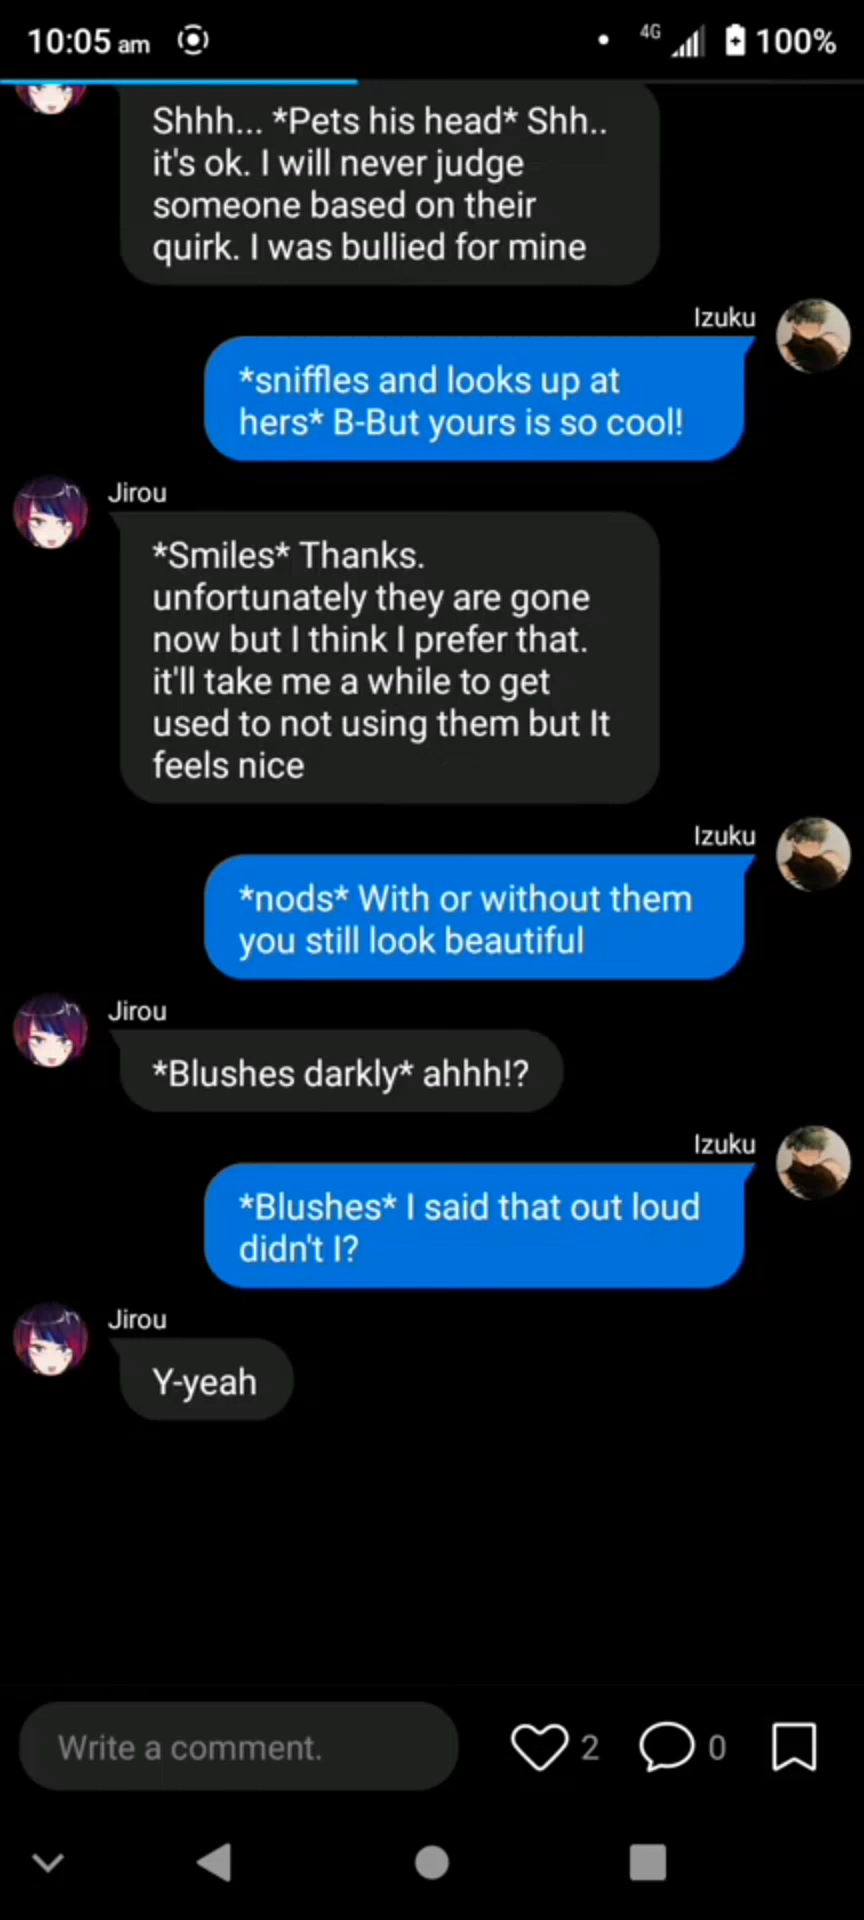 10:05 am
4G
100%
Shhh... *Pets his head* Shh..
it's ok. I will never judge
someone based on their
quirk. I was bullied for mine
Izuku
*sniffles and looks up at
hers* B-But yours is so cool!
Jirou
*Smiles* Thanks.
unfortunately they are gone
now but I think I prefer that.
it'll take me a while to get
used to not using them but It
feels nice
Izuku
*nods* With or without them
you still look beautiful
Jirou
*Blushes darkly* ahhh!?
Izuku
*Blushes* I said that out loud
didn't I?
Jirou
Y-yeah
Write a comment.
2
0